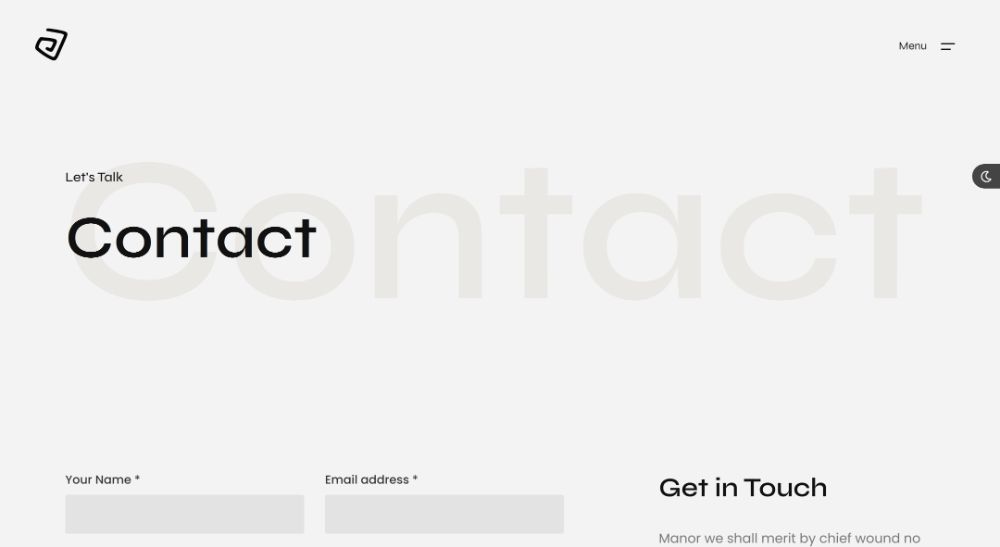 Menu
Let's Talk
Contact
Contact
Your Name *
Email address *
Get in Touch
Manor we shall merit by chief wound no